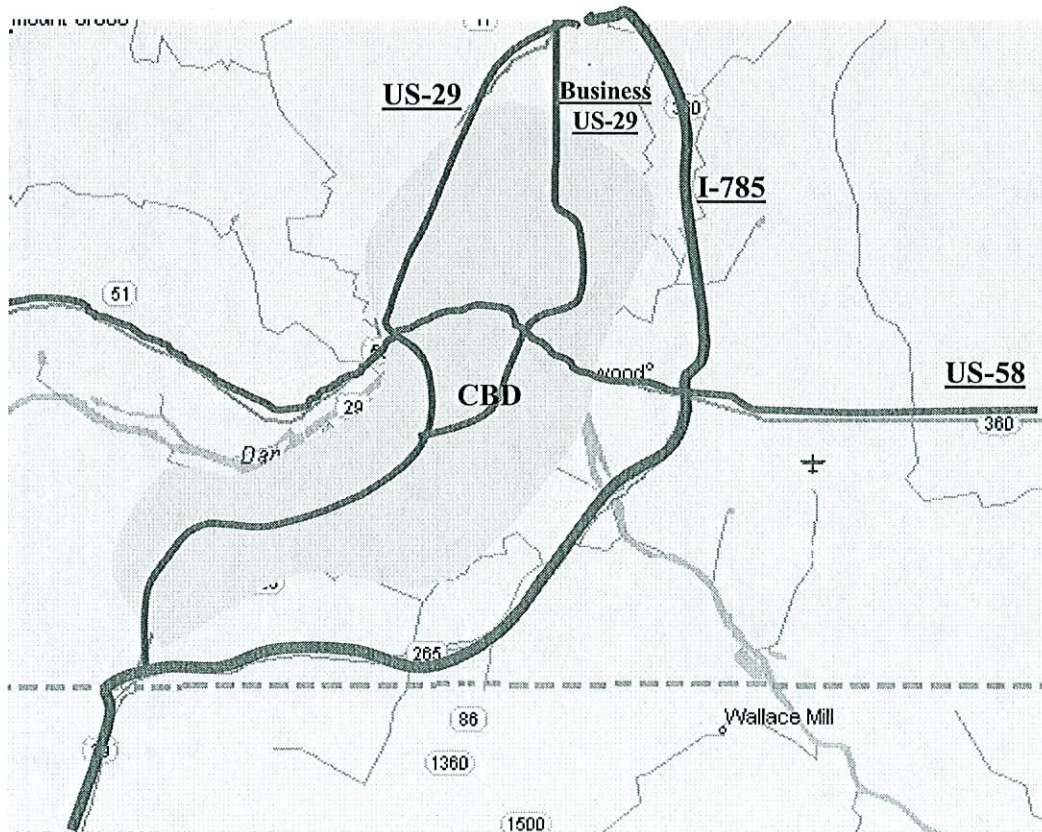 US-29
Business
US-29
I-785
51
29
CBD
wood°
US-58
360
Dan
265
86
Wallace Mill
1360
1500